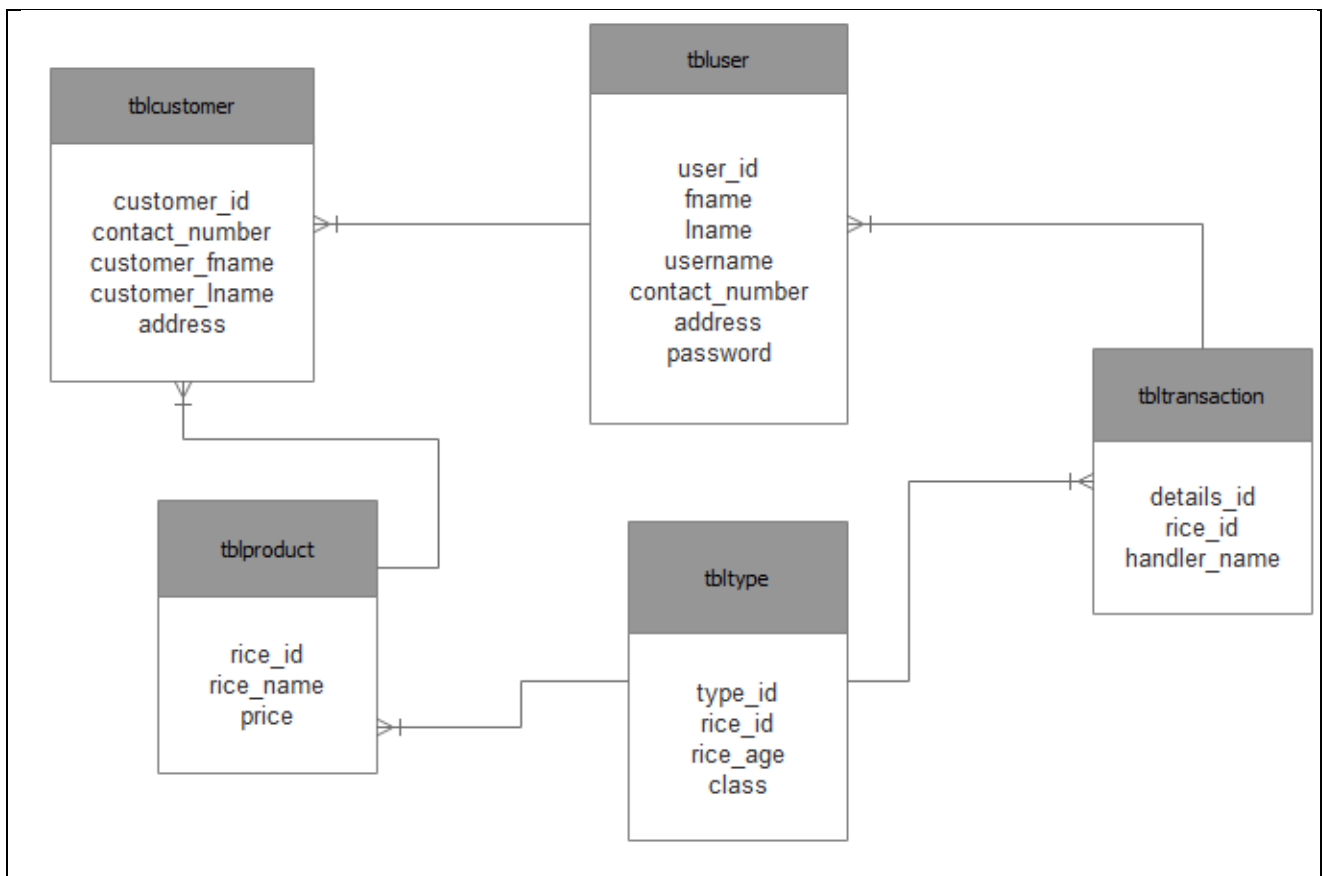 tblcustomer
customer_id
contact_number
customer_fname
customer_lname
address
tbluser
user_id
fname
lname
username
contact_number
address
password
tbltransaction
details_id
rice_id
handler_name
tblproduct
rice_id
rice_name
price
tbltype
type_id
rice_id
rice_age
class